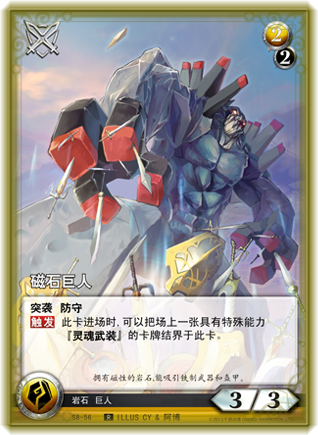 2
2
磁石巨人
突袭 防守
触发 此卡进场时,可以把场上一张具有特殊能力
『灵魂武装』的卡牌结界于此卡。
拥有磁性的岩石,能吸引铁制武器和盔甲。
岩石 巨人
3 / 3
S6-56 R ILLUS CY & 阿博